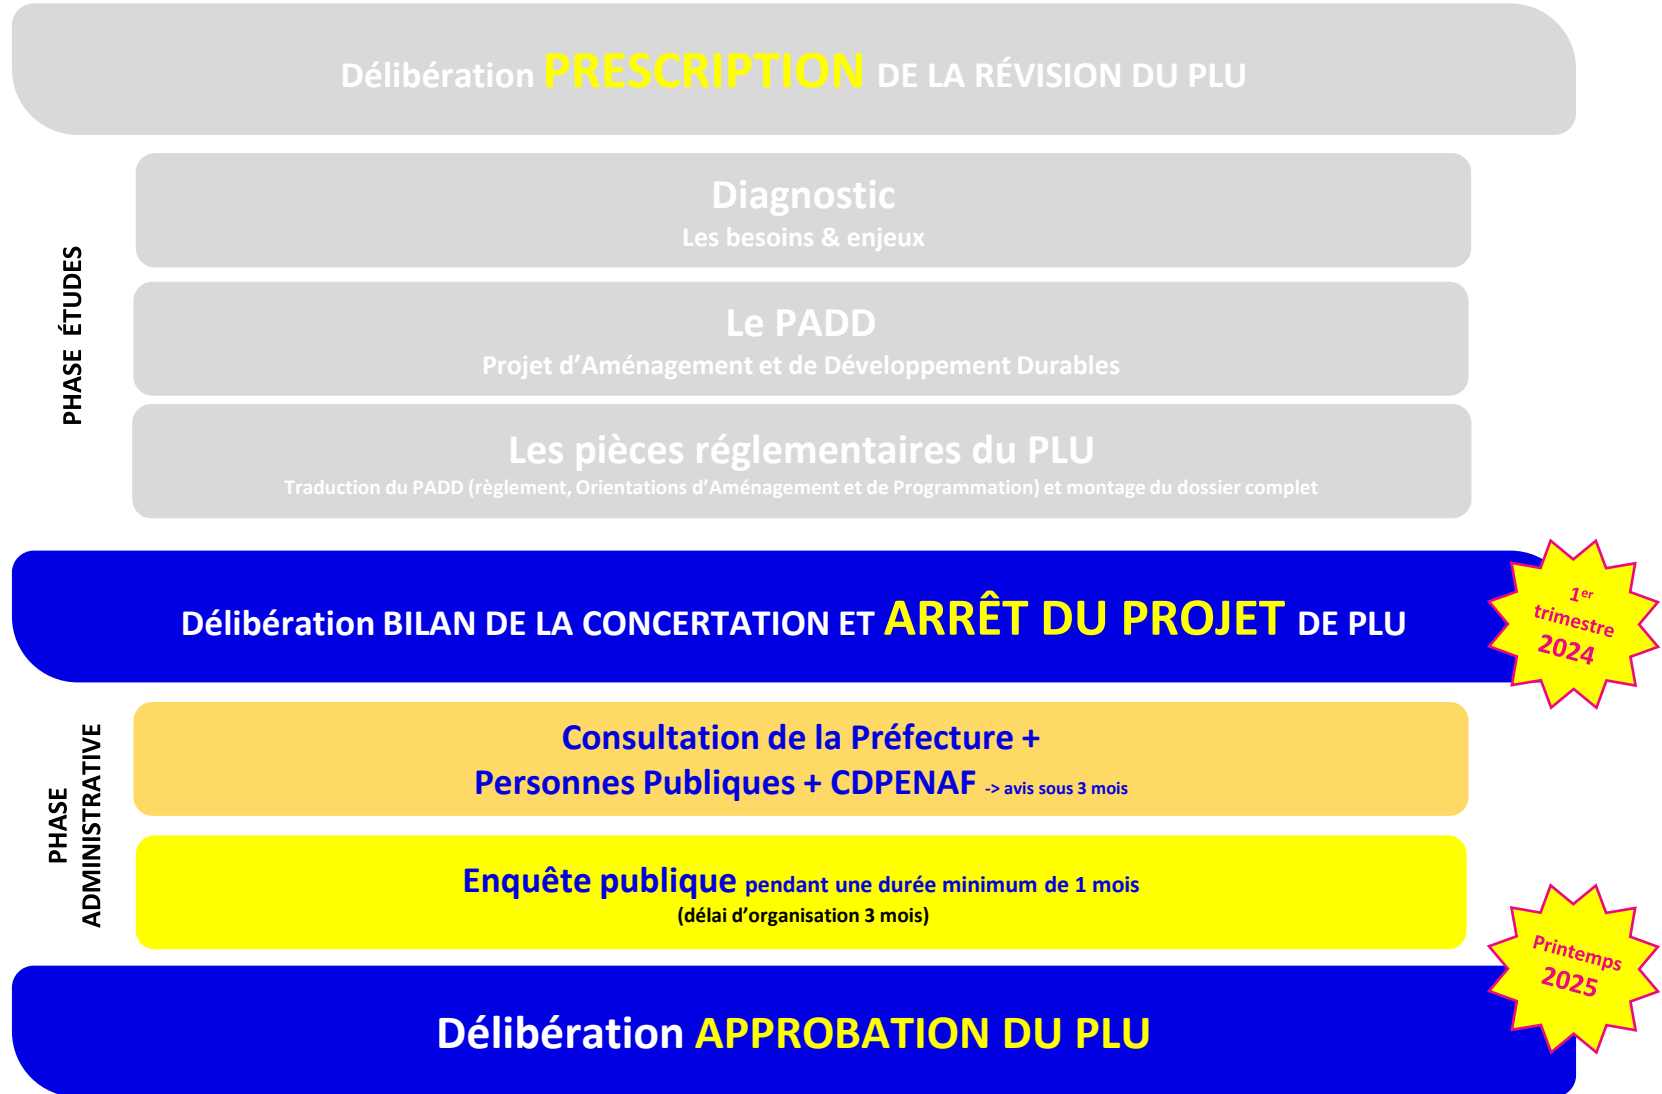 Délibération PRESCRIPTION DE LA RÉVISION DU PLU
PHASE ÉTUDES
Diagnostic
Les besoins & enjeux
Le PADD
Projet d’Aménagement et de Développement Durables
Les pièces réglementaires du PLU
Traduction du PADD (règlement, Orientations d’Aménagement et de Programmation) et montage du dossier complet
Délibération BILAN DE LA CONCERTATION ET ARRÊT DU PROJET DE PLU
1er
trimestre
2024
PHASE
ADMINISTRATIVE
Consultation de la Préfecture +
Personnes Publiques + CDPENAF -> avis sous 3 mois
Enquête publique pendant une durée minimum de 1 mois
(délai d’organisation 3 mois)
Printemps
2025
Délibération APPROBATION DU PLU